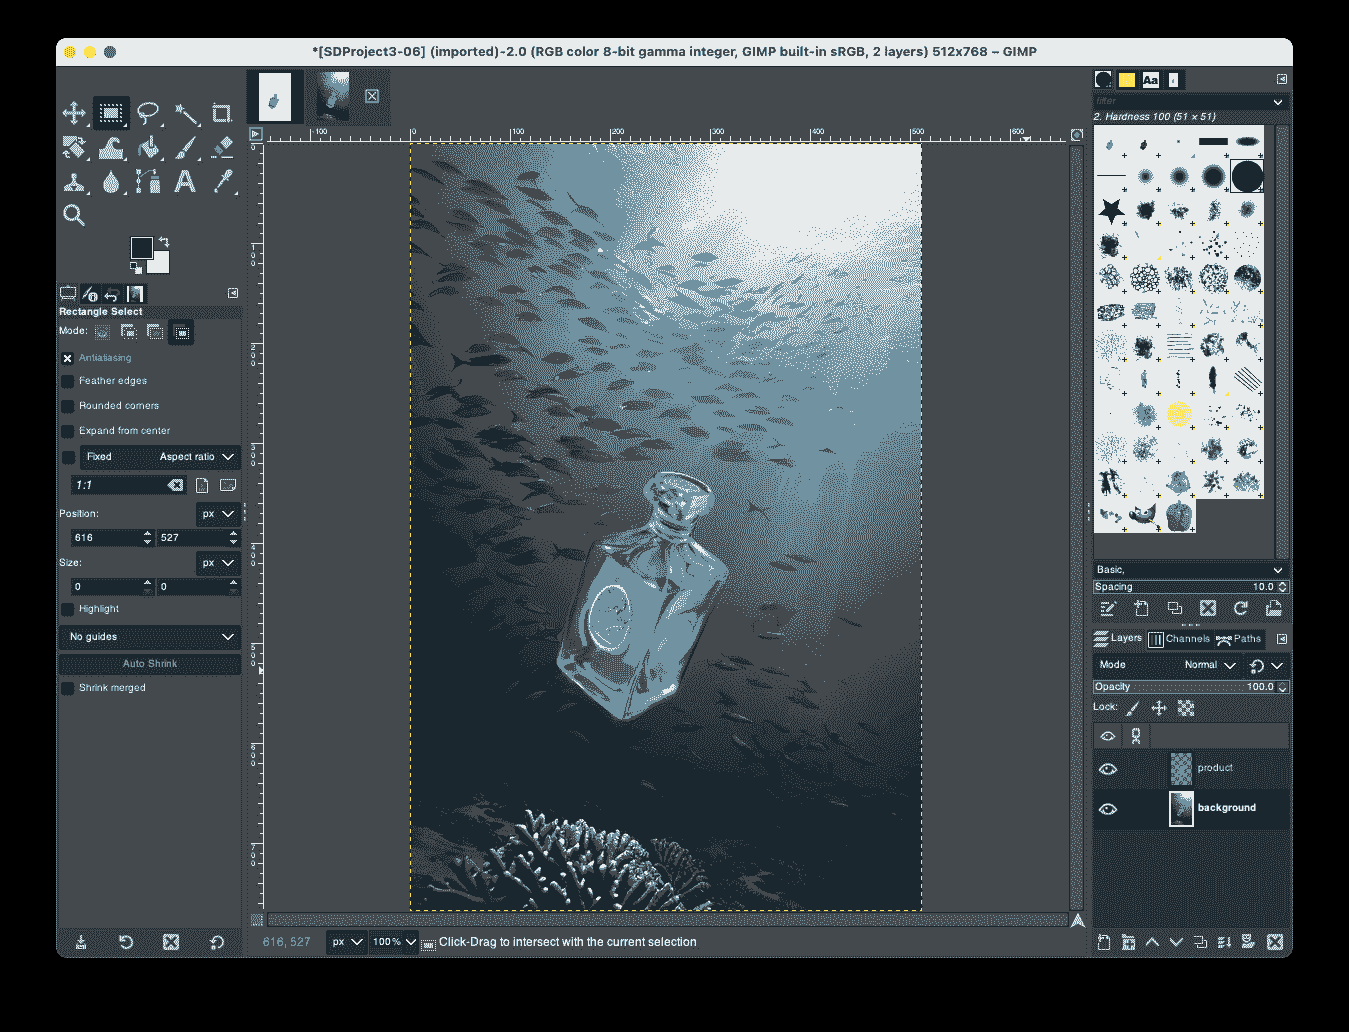 *[SDProject3-06] (imported)-2.0 (RGB color 8-bit gamma integer, GIMP built-in sRGB, 2 layers) 512x768 – GIMP
Aa
filter
2. Hardness 100 (51 × 51)
-100
0
100
200
300
400
500
600
Rectangle Select
Mode:
Antialiasing
Feather edges
Rounded corners
Expand from center
Fixed Aspect ratio
1:1
Position: px
616 527
Size: px
0 0
Highlight
No guides
Auto Shrink
Shrink merged
Basic,
Spacing 10.0
Layers Channels Paths
Mode Normal
Opacity 100.0
Lock:
product
background
616, 527 px 100% Click-Drag to intersect with the current selection